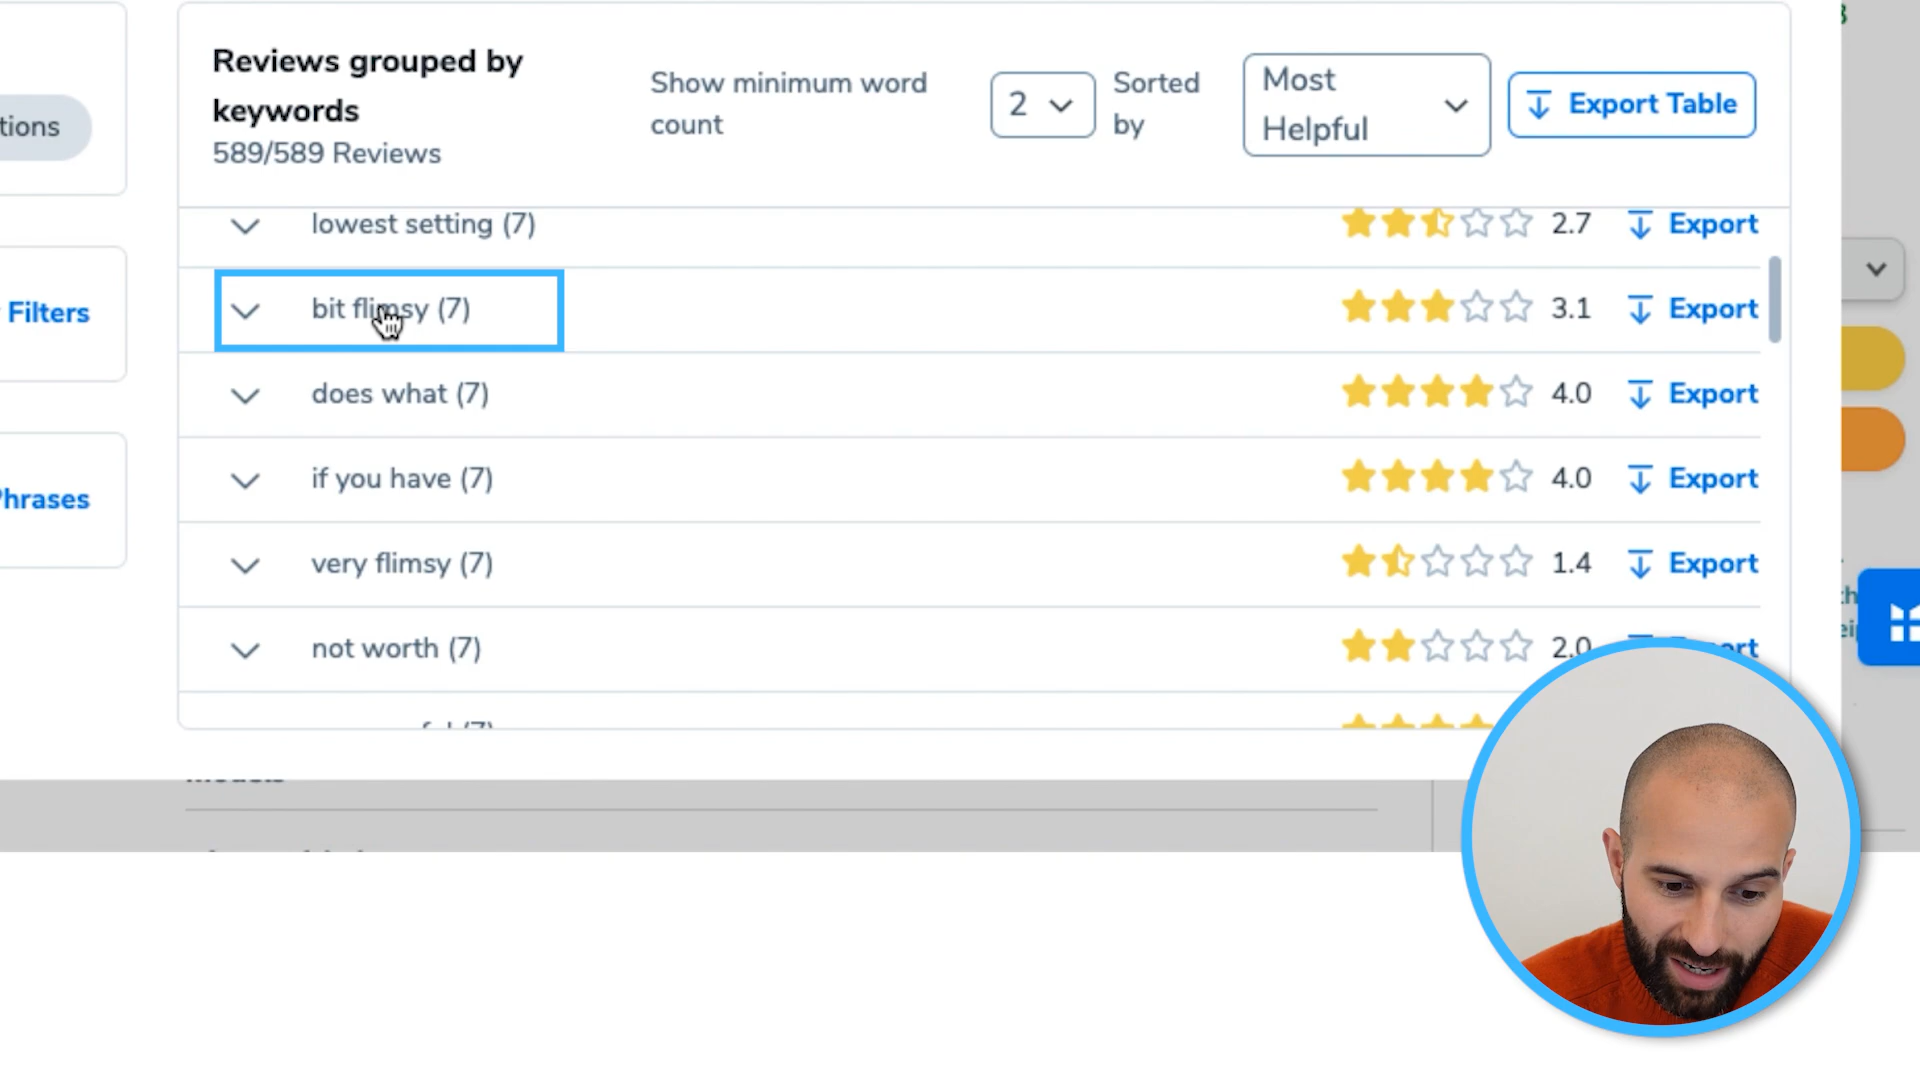 Reviews grouped by
keywords
589/589 Reviews
Show minimum word
count
2
Sorted
by
Most
Helpful
Export Table
tions
Filters
Phrases
lowest setting (7) 2.7 Export
bit flimsy (7) 3.1 Export
does what (7) 4.0 Export
if you have (7) 4.0 Export
very flimsy (7) 1.4 Export
not worth (7) 2.0
(7)